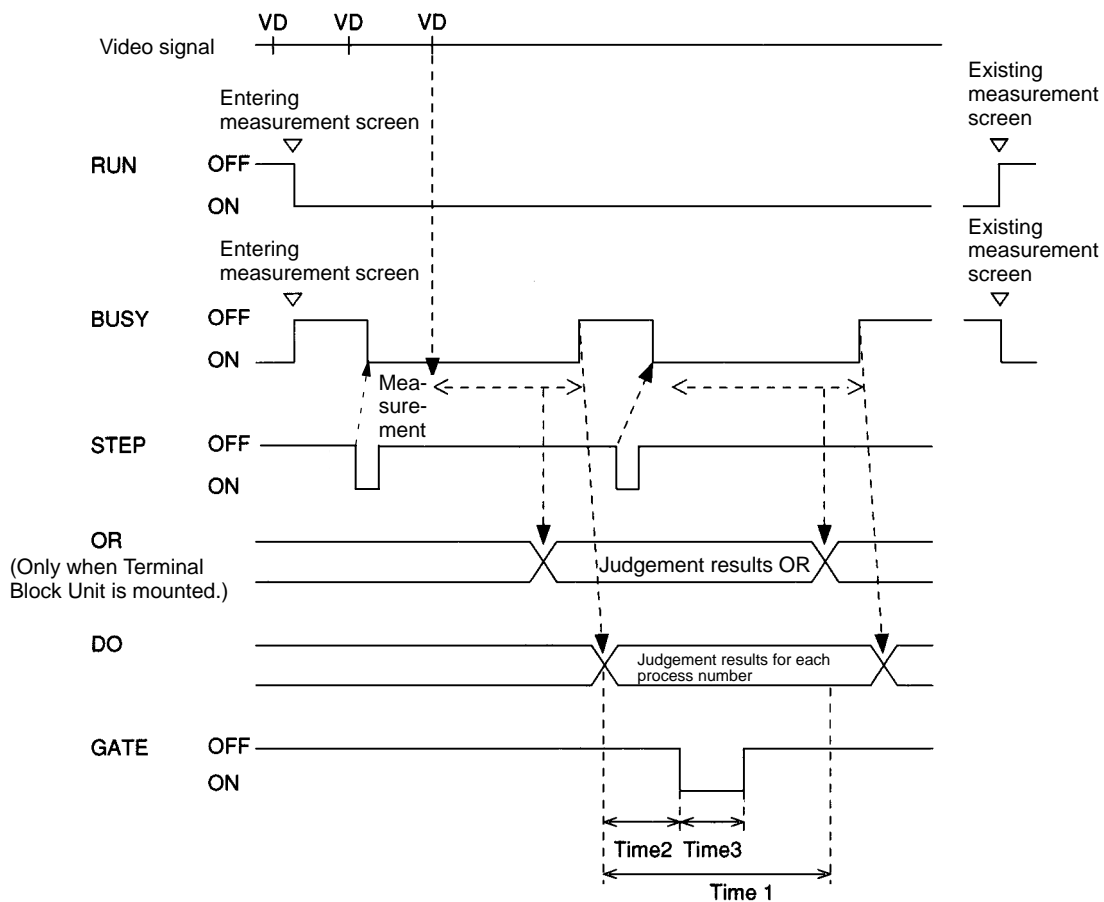 VD VD VD
Video signal
Existing
measurement
screen
Entering
measurement screen
RUN OFF
ON
Existing
measurement
screen
Entering
measurement screen
BUSY OFF
ON
Mea-
sure-
ment
STEP OFF
ON
OR
(Only when Terminal
Block Unit is mounted.)
Judgement results OR
DO
Judgement results for each
process number
GATE OFF
ON
Time2 Time3
Time 1